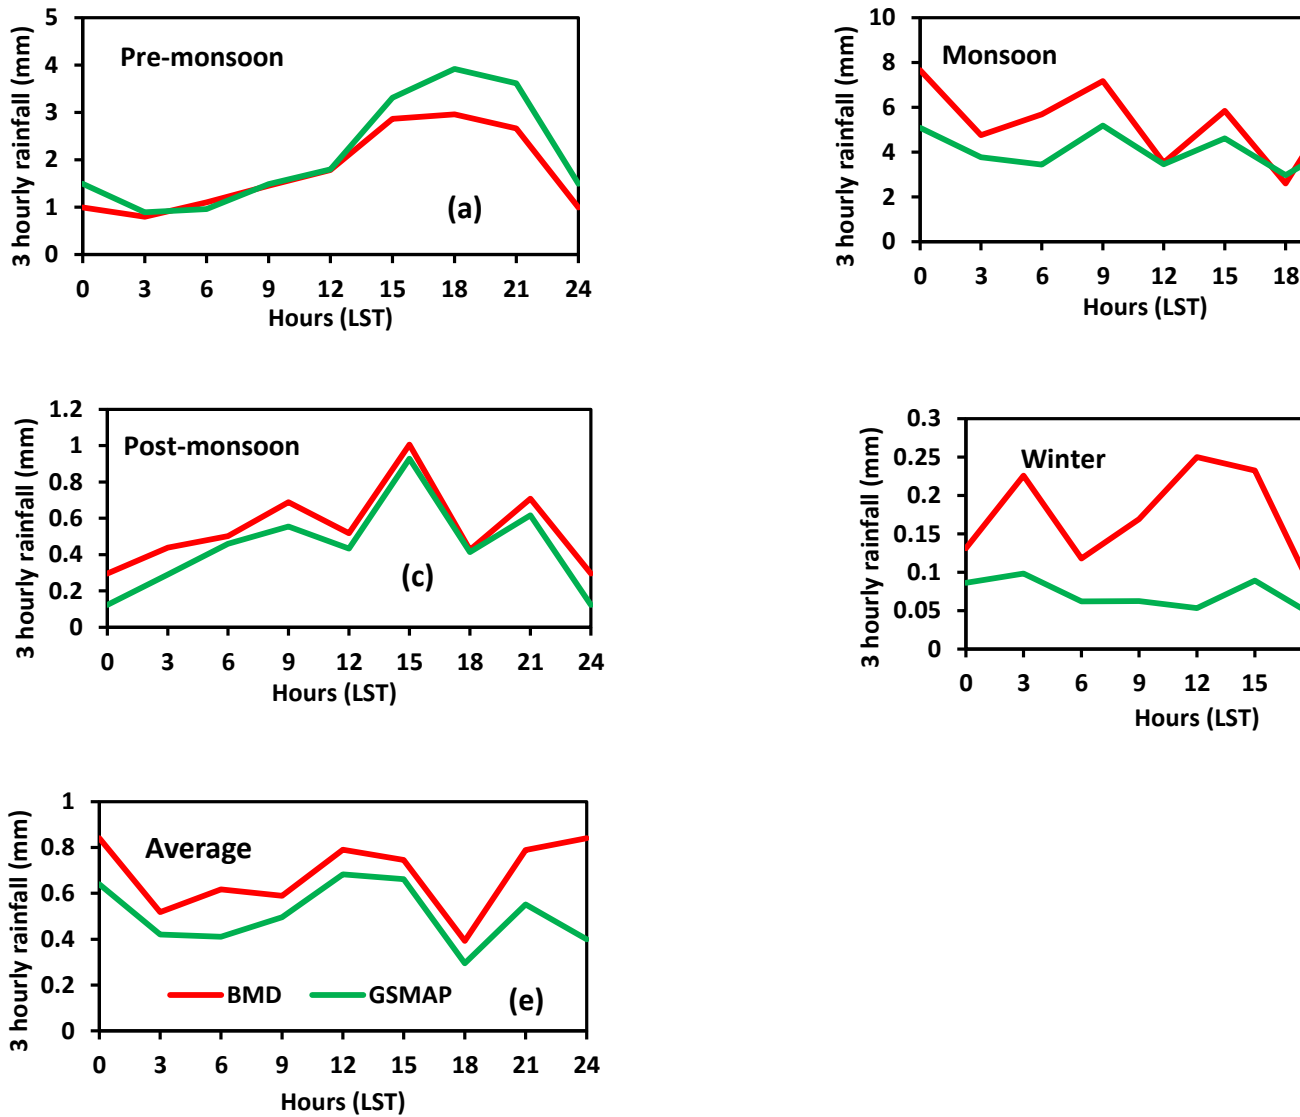 5
4
3
2
1
0
3 hourly rainfall (mm)
Pre-monsoon
(a)
0 3 6 9 12 15 18 21 24
Hours (LST)
10
8
6
4
2
0
3 hourly rainfall (mm)
Monsoon
0 3 6 9 12 15 18
Hours (LST)
1.2
1
0.8
0.6
0.4
0.2
0
3 hourly rainfall (mm)
Post-monsoon
(c)
0 3 6 9 12 15 18 21 24
Hours (LST)
0.3
0.25
0.2
0.15
0.1
0.05
0
3 hourly rainfall (mm)
Winter
0 3 6 9 12 15
Hours (LST)
1
0.8
0.6
0.4
0.2
0
3 hourly rainfall (mm)
Average
BMD GSMAP (e)
0 3 6 9 12 15 18 21 24
Hours (LST)